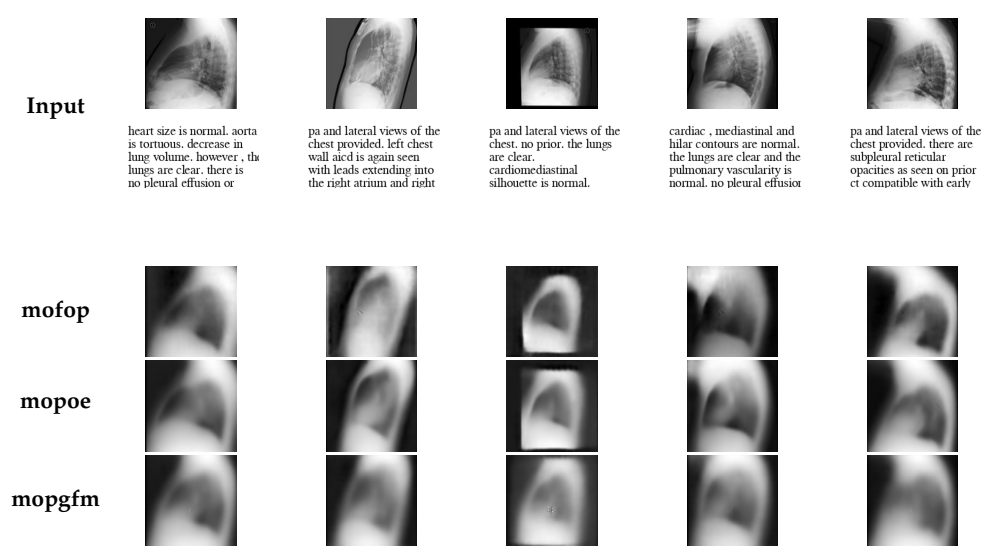 Input
heart size is normal. aorta
is tortuous. decrease in
lung volume. however , the
lungs are clear. there is
no pleural effusion or
pa and lateral views of the
chest provided. left chest
wall aicd is again seen
with leads extending into
the right atrium and right
pa and lateral views of the
chest. no prior. the lungs
are clear.
cardiomediastinal
silhouette is normal.
cardiac , mediastinal and
hilar contours are normal.
the lungs are clear and the
pulmonary vascularity is
normal. no pleural effusion
pa and lateral views of the
chest provided. there are
subpleural reticular
opacities as seen on prior
ct compatible with early
mofop
mopoe
mopgfm